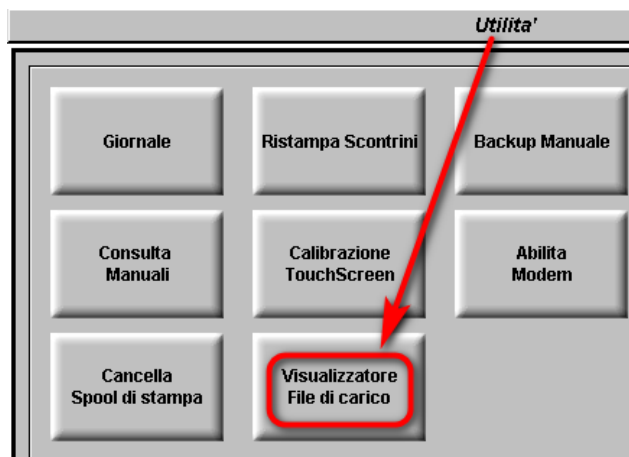 Utilita'
Giornale
Ristampa Scontrini
Backup Manuale
Consulta
Manuali
Calibrazione
TouchScreen
Abilita
Modem
Cancella
Spool di stampa
Visualizzatore
File di carico